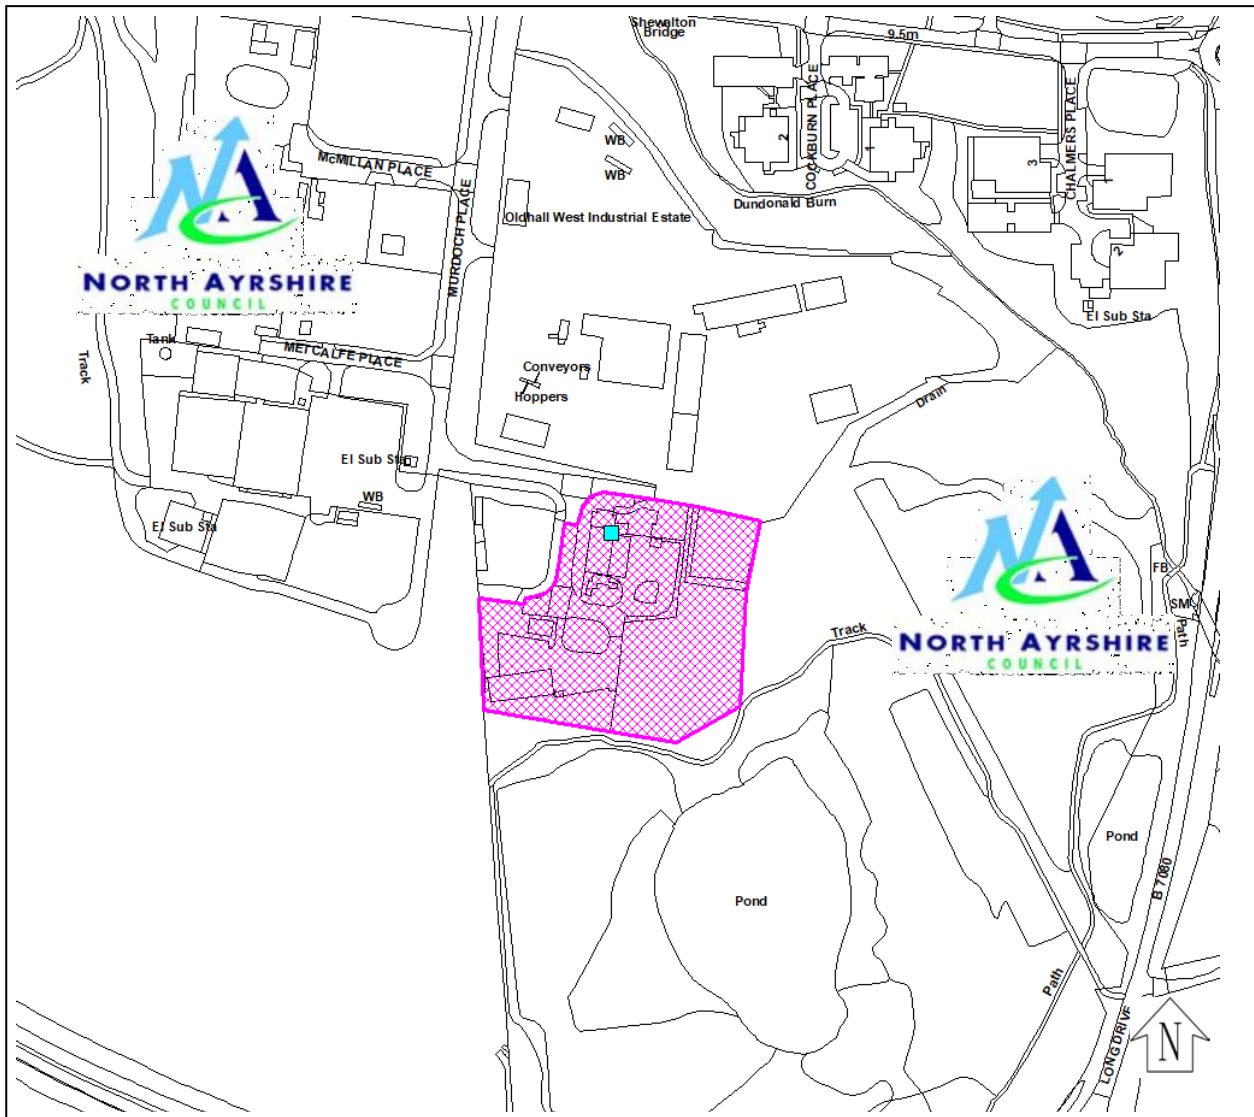 Shewalton
Bridge
9.5m
COCKBURN PLACE
2
1
CHALMERS PLACE
3
1
2
WB
WB
McMILLAN PLACE
MURDOCH PLACE
Dundonald Burn
Oldhall West Industrial Estate
NORTH AYRSHIRE
COUNCIL
El Sub Sta
Tank
METCALFE PLACE
Track
Conveyors
Hoppers
Drain
El Sub Sta
WB
El Sub Sta
FB
SM
Path
Track
NORTH AYRSHIRE
COUNCIL
Pond
B 7080
Pond
Path
LONG DRIVE
N